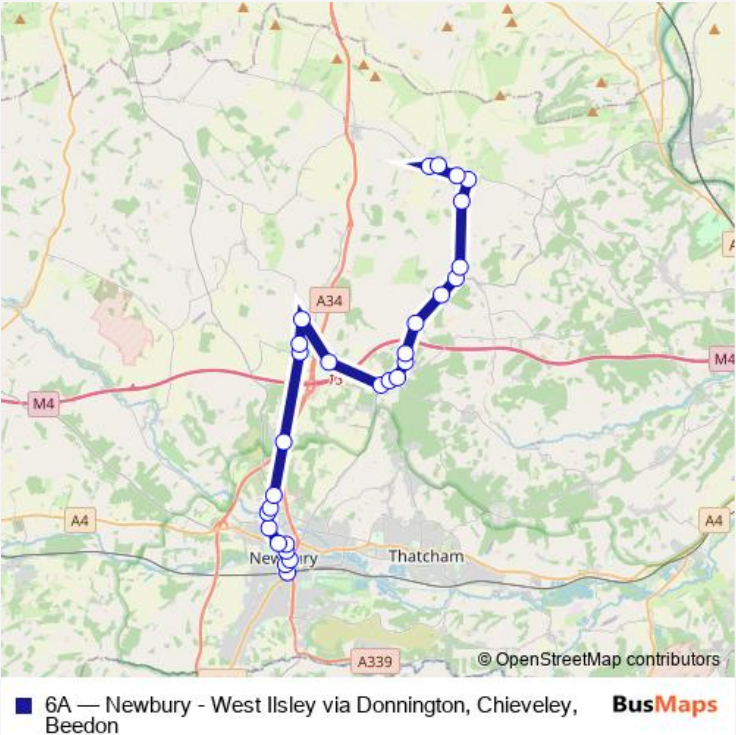 A34
M4
15
M4
A4
A4
Newbury
Thatcham
A339
© OpenStreetMap contributors
6A — Newbury - West Ilsley via Donnington, Chieveley,
Beedon
BusMaps